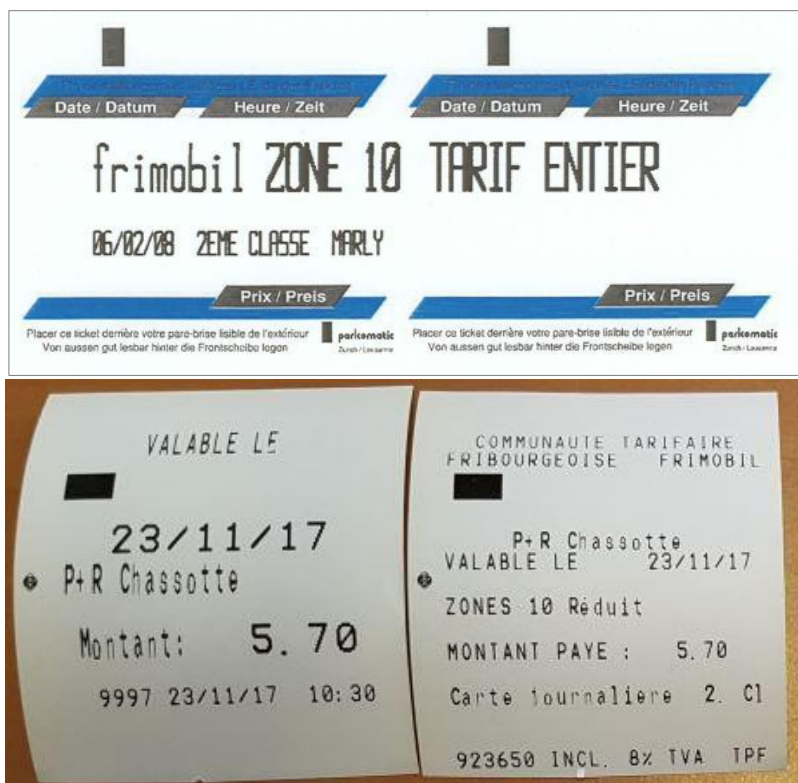 Date / Datum Heure / Zeit Date / Datum Heure / Zeit
frimobil ZONE 10 TARIF ENTIER
06/02/08 2EME CLASSE MARLY
Prix / Preis Prix / Preis
Placer ce ticket derrière votre pare-brise lisible de l'extérieur parkomatic Placer ce ticket derrière votre pare-brise lisible de l'extérieur parkomatic
Von aussen gut lesbar hinter die Frontscheibe legen Zurich / Lausanne Von aussen gut lesbar hinter die Frontscheibe legen Zurich / Lausanne
VALABLE LE
23/11/17
P+R Chassotte
Montant: 5.70
9997 23/11/17 10:30
COMMUNAUTE TARIFAIRE
FRIBOURGEOISE FRIMOBIL
P+R Chassotte
VALABLE LE 23/11/17
ZONES 10 Réduit
MONTANT PAYE : 5.70
Carte journaliere 2. Cl
923650 INCL. 8% TVA TPF